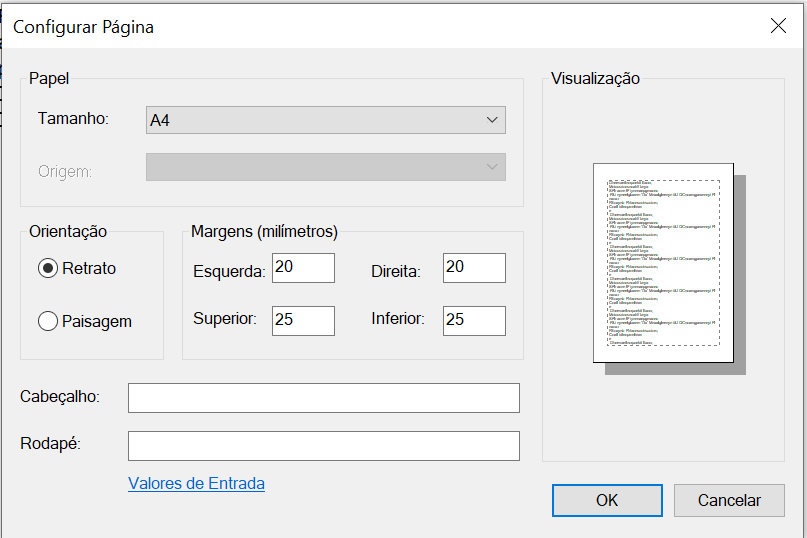 Configurar Página
Papel
Tamanho:
A4
Origem:
Orientação
Retrato
Paisagem
Margens (milímetros)
Esquerda:
20
Direita:
20
Superior:
25
Inferior:
25
Cabeçalho:
Rodapé:
Valores de Entrada
Visualização
OK
Cancelar